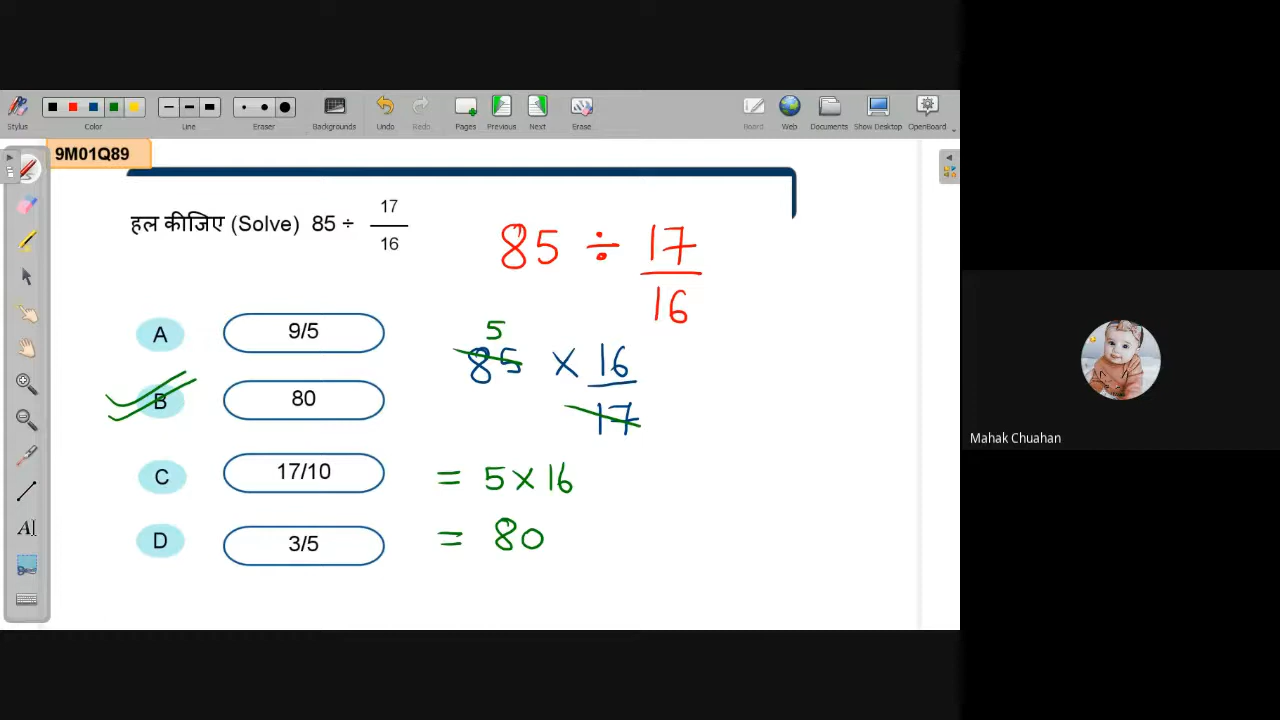 Stylus Color Line Eraser Backgrounds Undo Redo Pages Previous Next Erase Board Web Documents Show Desktop OpenBoard
9M01Q89
हल कीजिए (Solve) 85 ÷ 17/16
85 ÷ 17/16
A 9/5
5
85 × 16/17
B 80
C 17/10
= 5 × 16
D 3/5
= 80
Mahak Chuahan